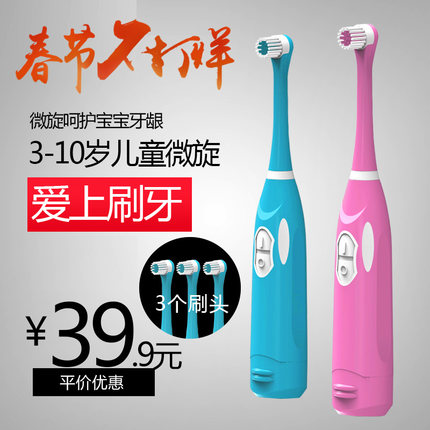 春节不打烊
微旋呵护宝宝牙龈
3-10岁儿童微旋
爱上刷牙
3个刷头
¥39.9元
平价优惠